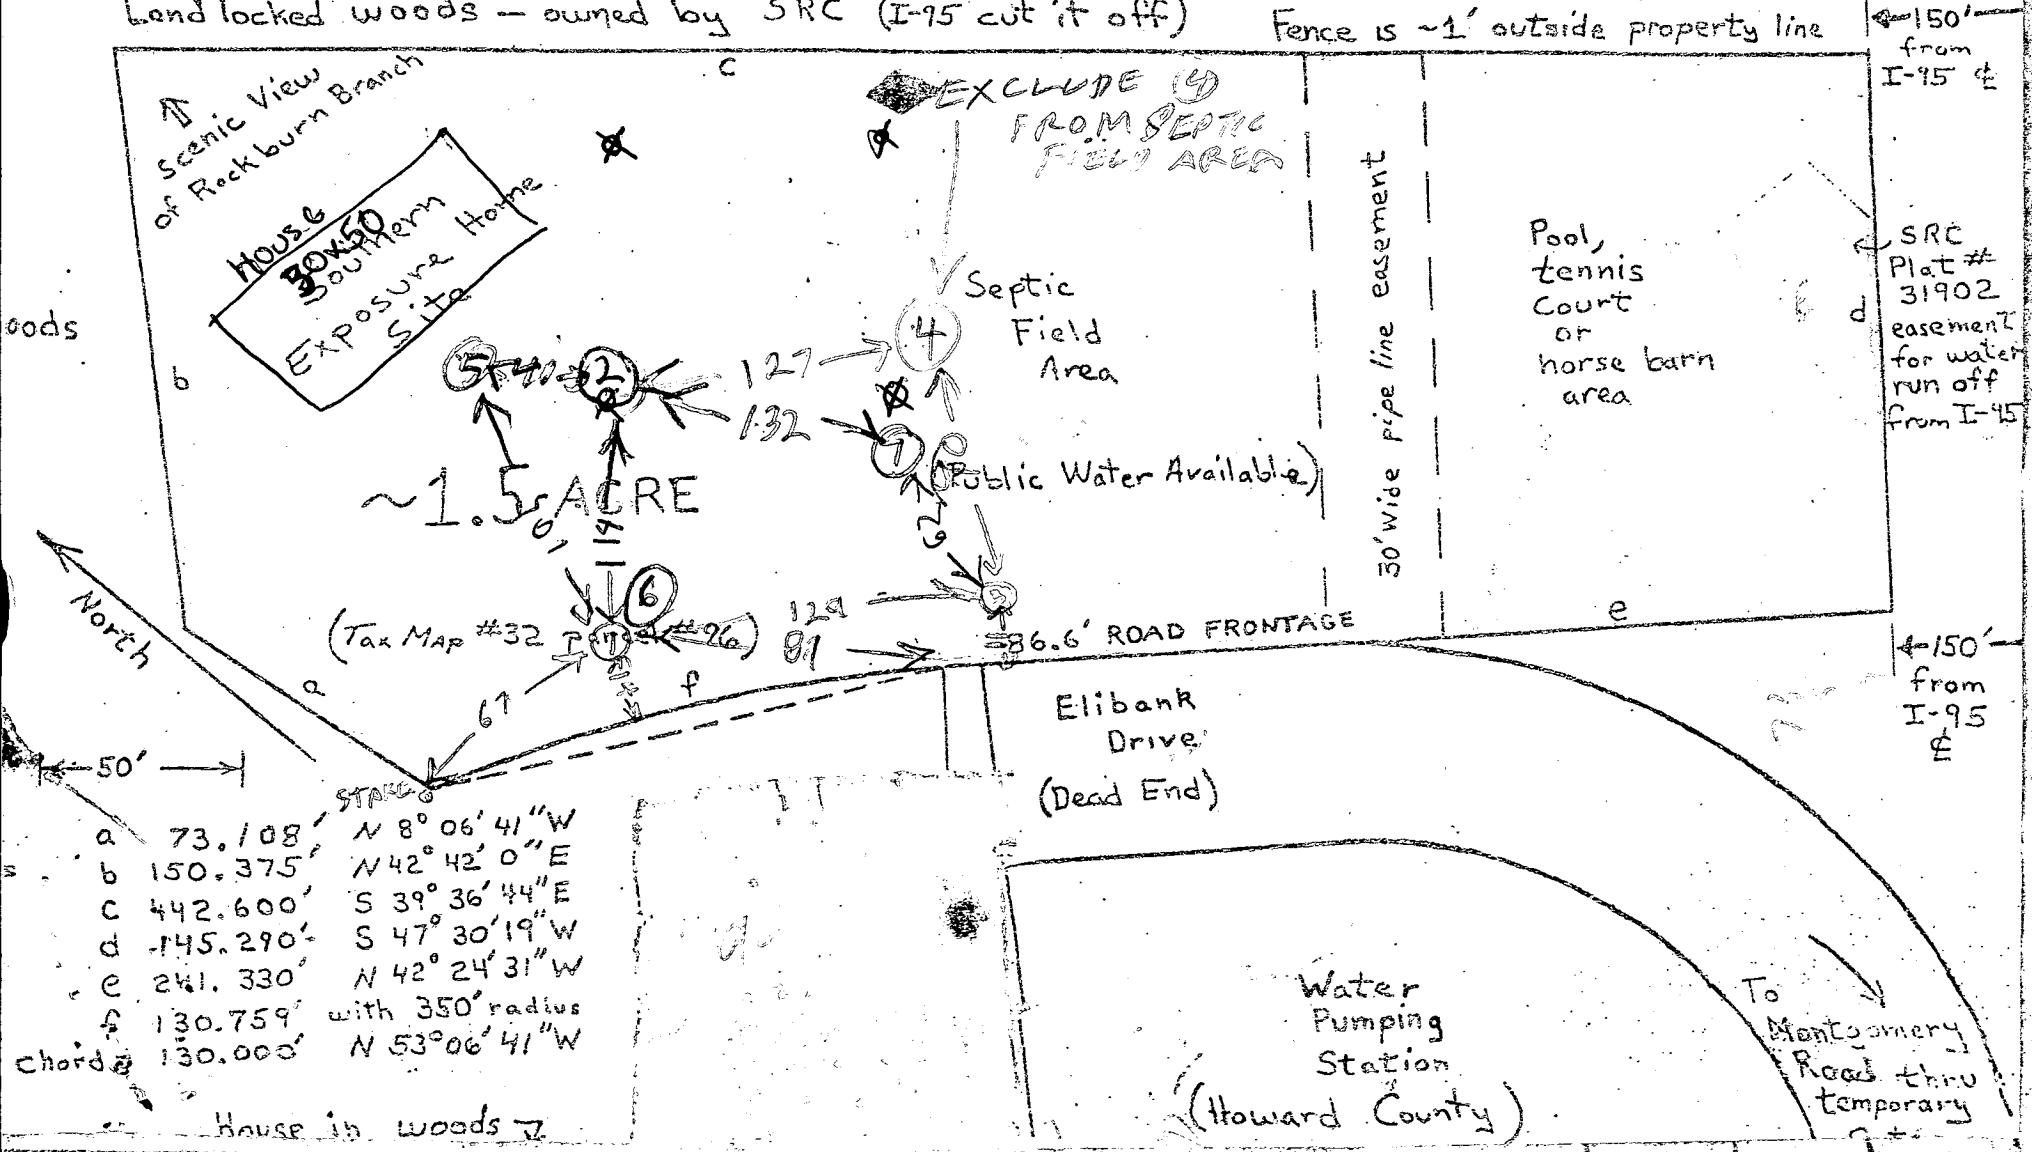 Land locked woods — owned by SRC (I-95 cut it off)
Fence is ~1' outside property line
150'
from
I-95 ℄
c
Scenic View
of Rockburn Branch
EXCLUDE 4
FROM SEPTIC
FIELD AREA
House
30x50
Southern
Exposure Home
Site
Septic
Field
Area
30' wide pipe line easement
Pool,
tennis
court
or
horse barn
area
SRC
Plat #
31902
easement
for water
run off
from I-95
d
b
oods
5
2
4
127
132
(Public Water Available)
~1.5 ACRE
62
6
129
(Tax Map #32
81
86.6' ROAD FRONTAGE
e
North
a
f
67
150'
from
I-95
℄
Elibank
Drive
(Dead End)
50'
STAKE
a 73.108' N 8° 06' 41" W
b 150.375' N 42° 42' 0" E
c 442.600' S 39° 36' 44" E
d 145.290' S 47° 30' 19" W
e 241.330' N 42° 24' 31" W
f 130.759' with 350' radius
chord 130.000' N 53° 06' 41" W
House in woods
Water
Pumping
Station
(Howard County)
To
Montgomery
Road thru
temporary